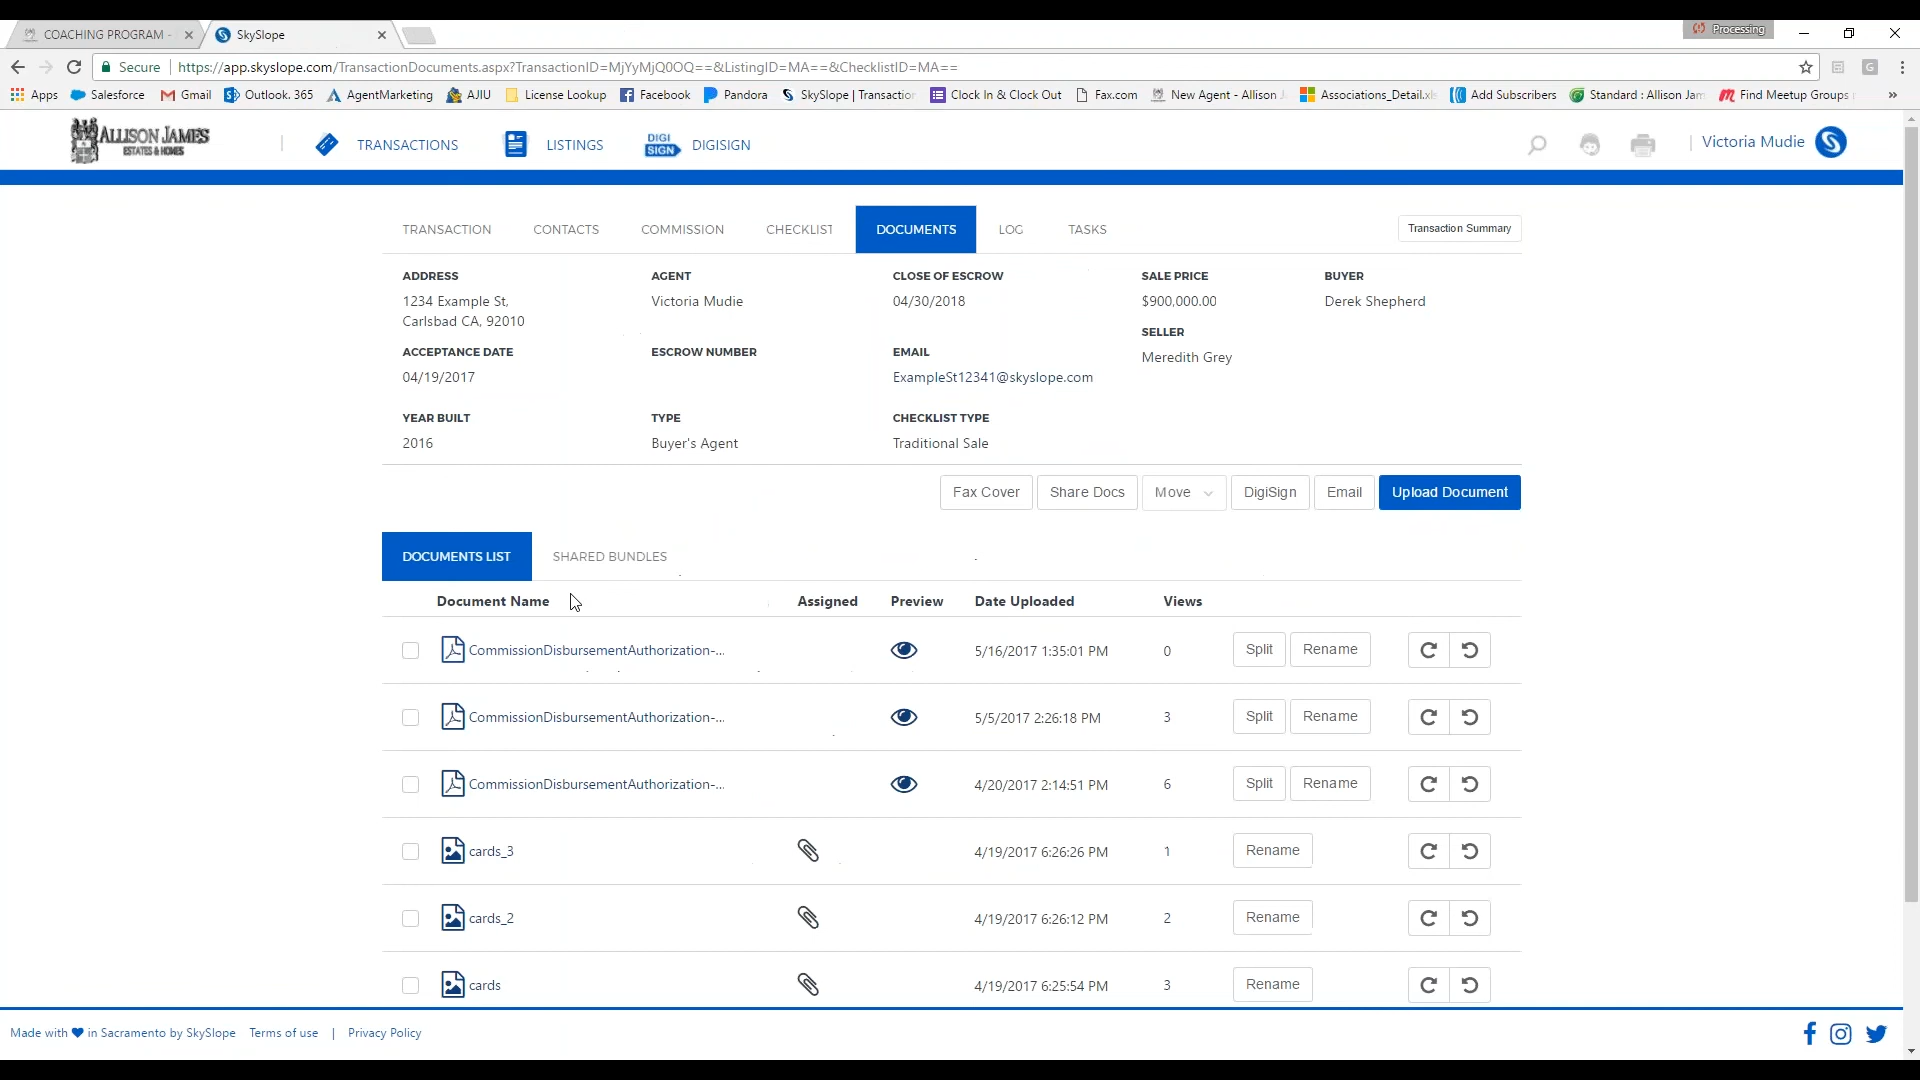 COACHING PROGRAM -
SkySlope
Processing
Secure
https://app.skyslope.com/TransactionDocuments.aspx?TransactionID=MjYyMjQ0OQ==&ListingID=MA==&ChecklistID=MA==
Apps Salesforce Gmail Outlook. 365 AgentMarketing AJIU License Lookup Facebook Pandora SkySlope | Transaction Clock In & Clock Out Fax.com New Agent - Allison Associations_Detail.xls Add Subscribers Standard : Allison Jam Find Meetup Groups »
ALLISON JAMES
ESTATES & HOMES
TRANSACTIONS
LISTINGS
DIGI
SIGN
DIGISIGN
Victoria Mudie
TRANSACTION CONTACTS COMMISSION CHECKLIST DOCUMENTS LOG TASKS
Transaction Summary
ADDRESS AGENT CLOSE OF ESCROW SALE PRICE BUYER
1234 Example St, Victoria Mudie 04/30/2018 $900,000.00 Derek Shepherd
Carlsbad CA, 92010
SELLER
ACCEPTANCE DATE ESCROW NUMBER EMAIL Meredith Grey
04/19/2017 ExampleSt12341@skyslope.com
YEAR BUILT TYPE CHECKLIST TYPE
2016 Buyer's Agent Traditional Sale
Fax Cover Share Docs Move DigiSign Email Upload Document
DOCUMENTS LIST SHARED BUNDLES
Document Name Assigned Preview Date Uploaded Views
CommissionDisbursementAuthorization-... 5/16/2017 1:35:01 PM 0 Split Rename
CommissionDisbursementAuthorization-... 5/5/2017 2:26:18 PM 3 Split Rename
CommissionDisbursementAuthorization-... 4/20/2017 2:14:51 PM 6 Split Rename
cards_3 4/19/2017 6:26:26 PM 1 Rename
cards_2 4/19/2017 6:26:12 PM 2 Rename
cards 4/19/2017 6:25:54 PM 3 Rename
Made with in Sacramento by SkySlope Terms of use | Privacy Policy